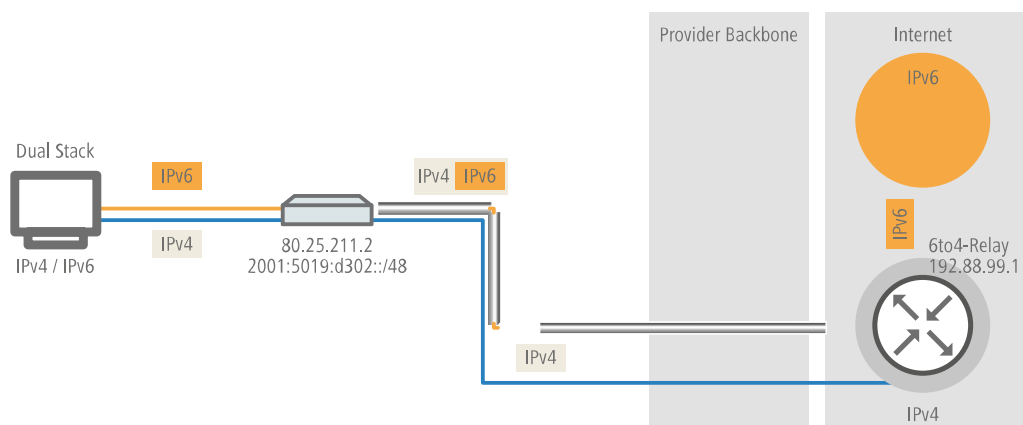 Provider Backbone
Internet
IPv6
Dual Stack
IPv6
IPv4 IPv6
IPv6
IPv4
80.25.211.2
2001:5019:d302::/48
IPv4 / IPv6
6to4-Relay
192.88.99.1
IPv4
IPv4